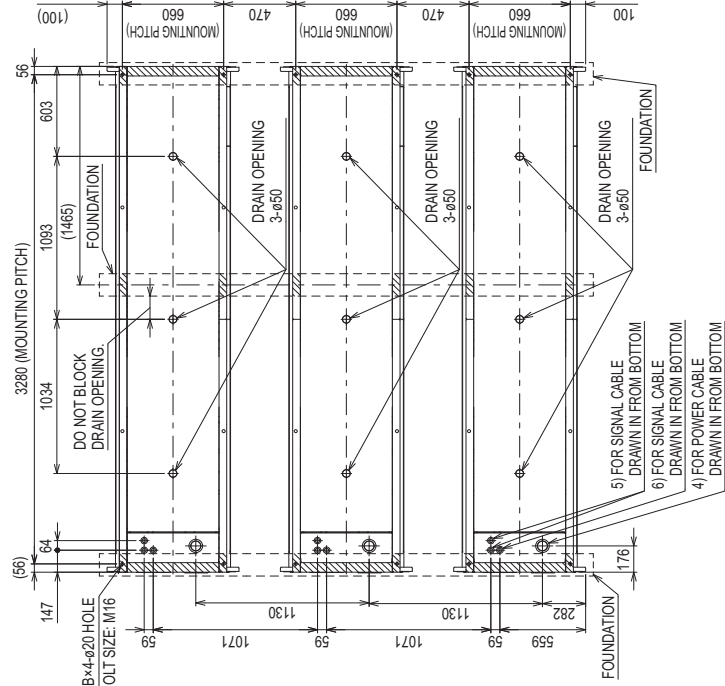 (100)
660
(MOUNTING PITCH)
470
660
(MOUNTING PITCH)
470
660
(MOUNTING PITCH)
100
56
603
1093
(1465)
3280 (MOUNTING PITCH)
1034
64
(56)
147
FOUNDATION
DO NOT BLOCK
DRAIN OPENING.
DRAIN OPENING
3-ø50
DRAIN OPENING
3-ø50
DRAIN OPENING
3-ø50
FOUNDATION
B×4-ø20 HOLE
OLT SIZE: M16
5) FOR SIGNAL CABLE
DRAWN IN FROM BOTTOM
6) FOR SIGNAL CABLE
DRAWN IN FROM BOTTOM
4) FOR POWER CABLE
DRAWN IN FROM BOTTOM
176
1130
1130
282
59
1071
59
1071
59
559
FOUNDATION